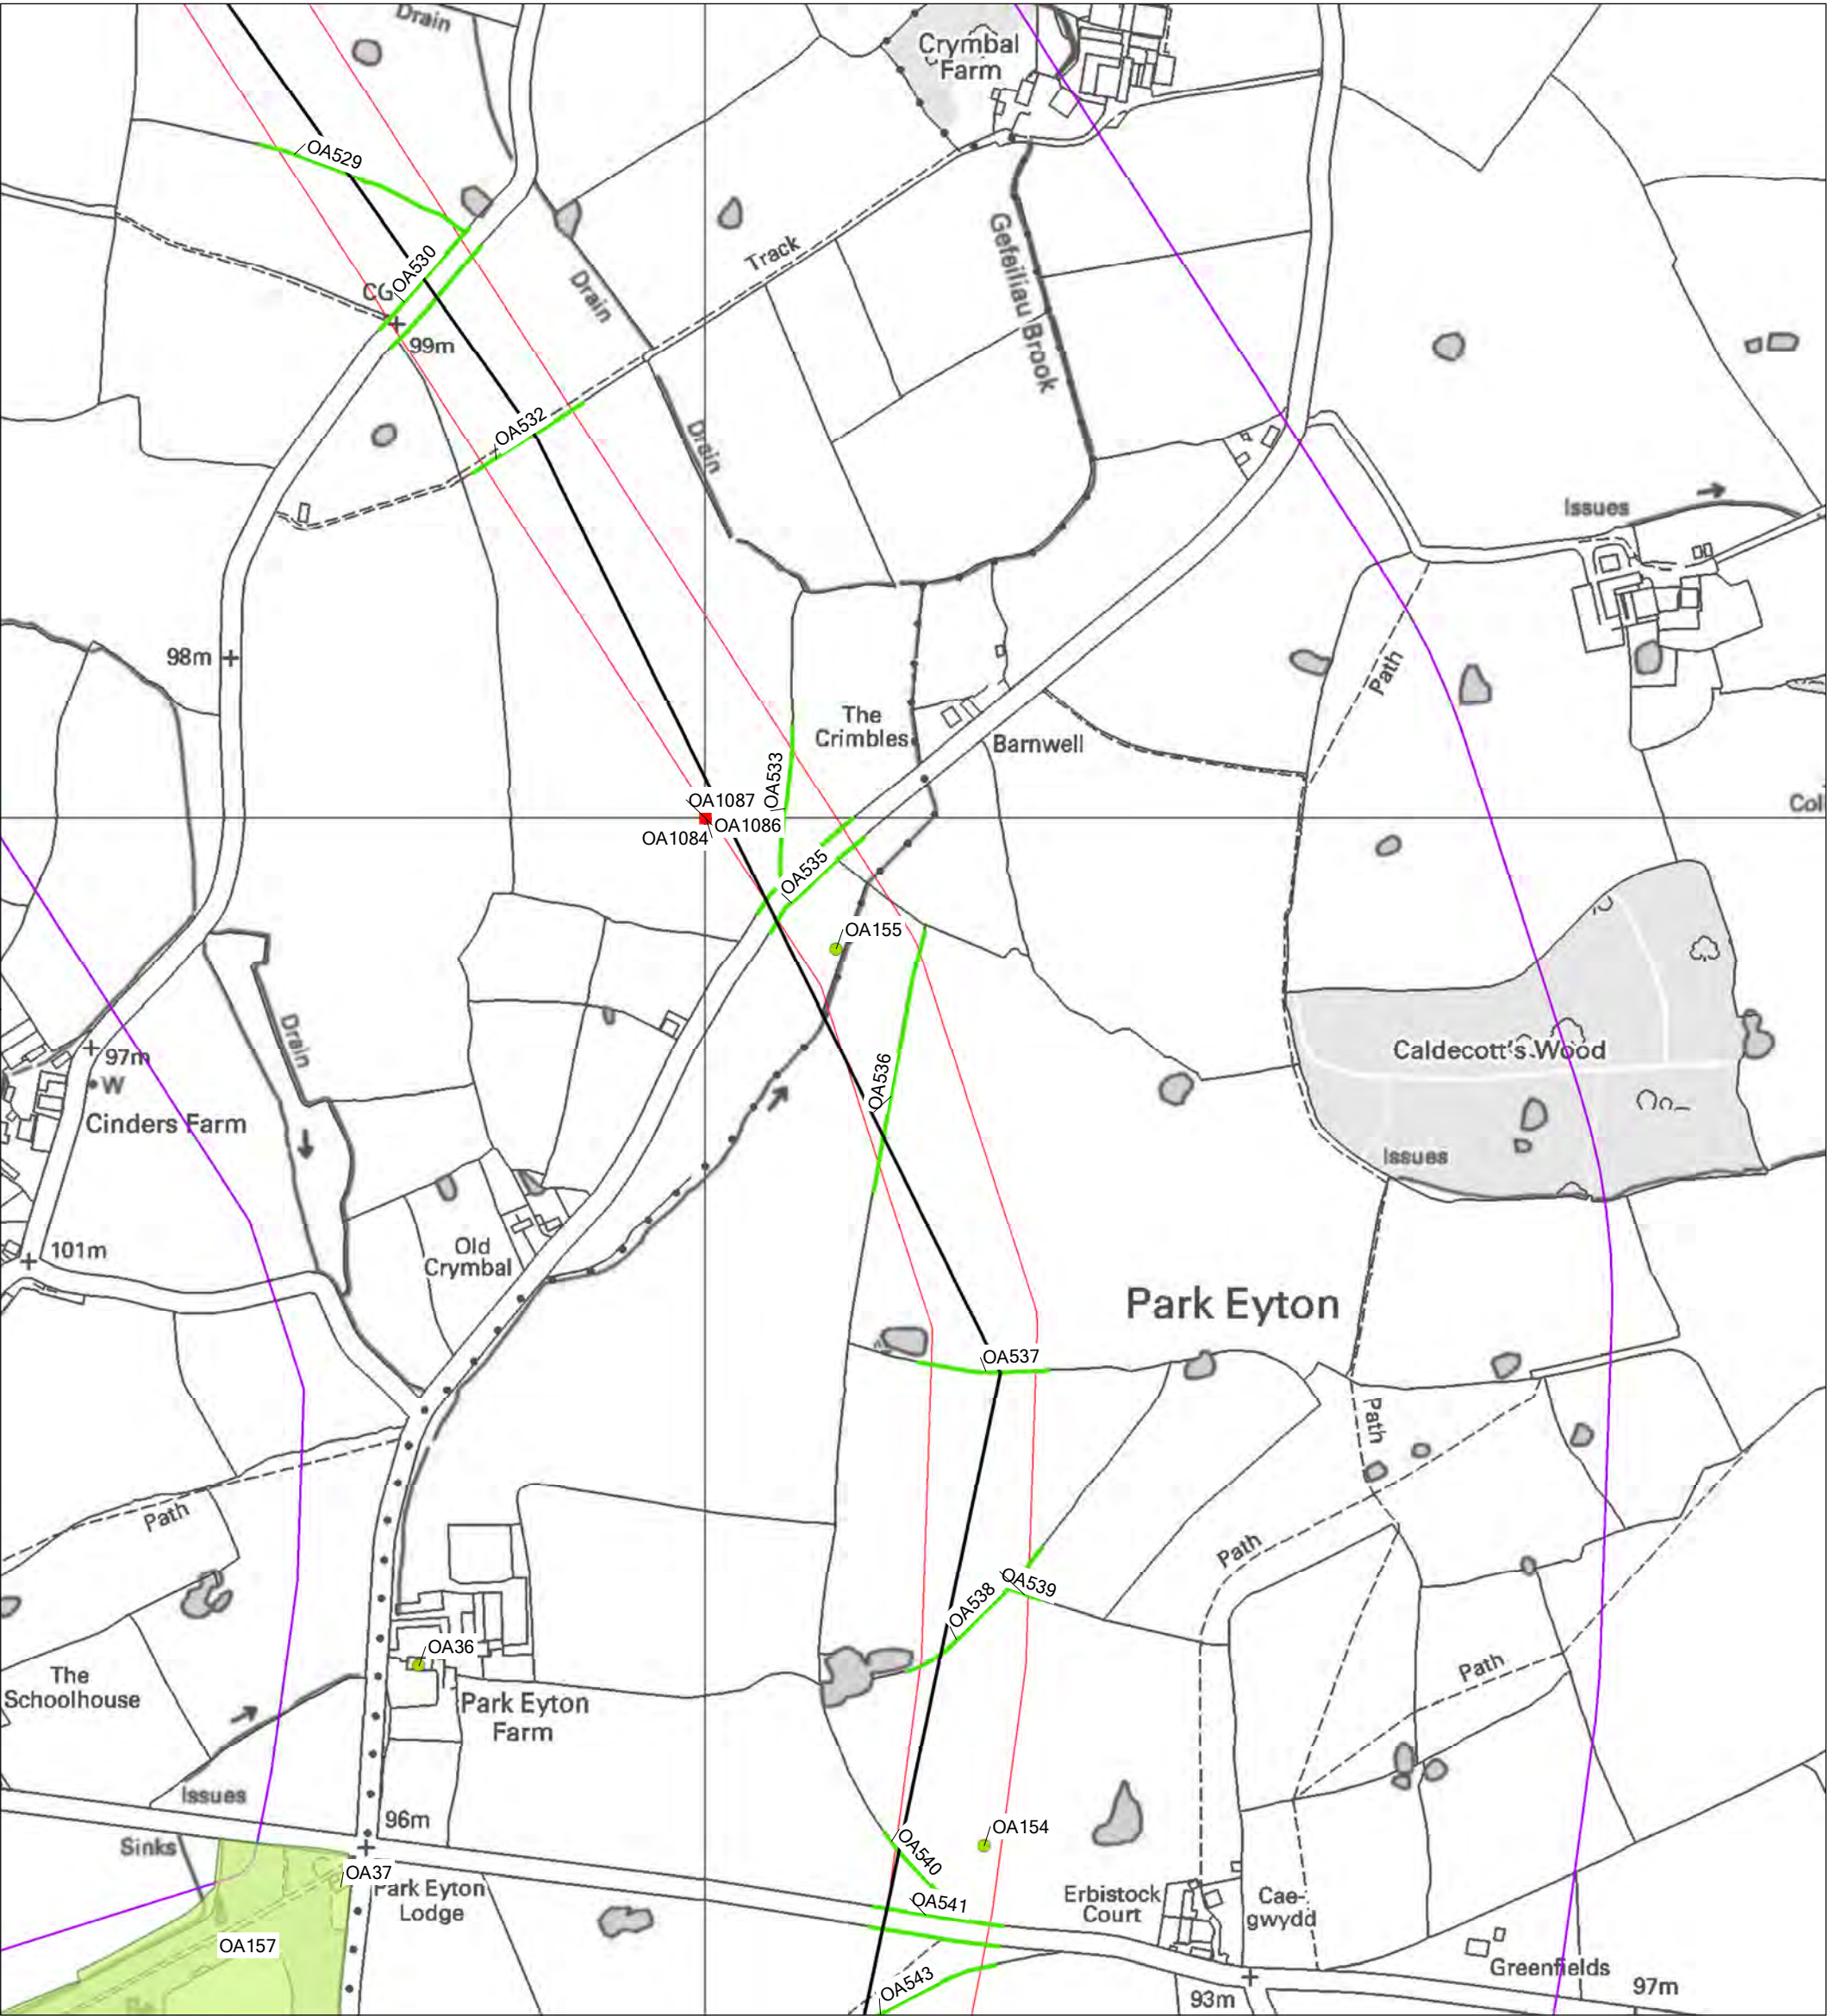 Drain
Crymbal
Farm
OA529
Track
Gefeiliau Brook
OA530
CG
Drain
99m
OA532
Drain
Issues
98m
Path
The
Crimbles
Barnwell
OA533
OA1087
OA1086
OA1084
Col
OA535
OA155
Drain
97m
W
Caldecott's Wood
OA536
Cinders Farm
Issues
101m
Old
Crymbal
Park Eyton
OA537
Path
Path
Path
OA539
OA538
OA36
The
Schoolhouse
Path
Park Eyton
Farm
Issues
96m
OA154
Sinks
OA540
OA37
Park Eyton
Lodge
OA541
Erbistock
Court
Cae-
gwydd
OA157
OA543
Greenfields
97m
93m